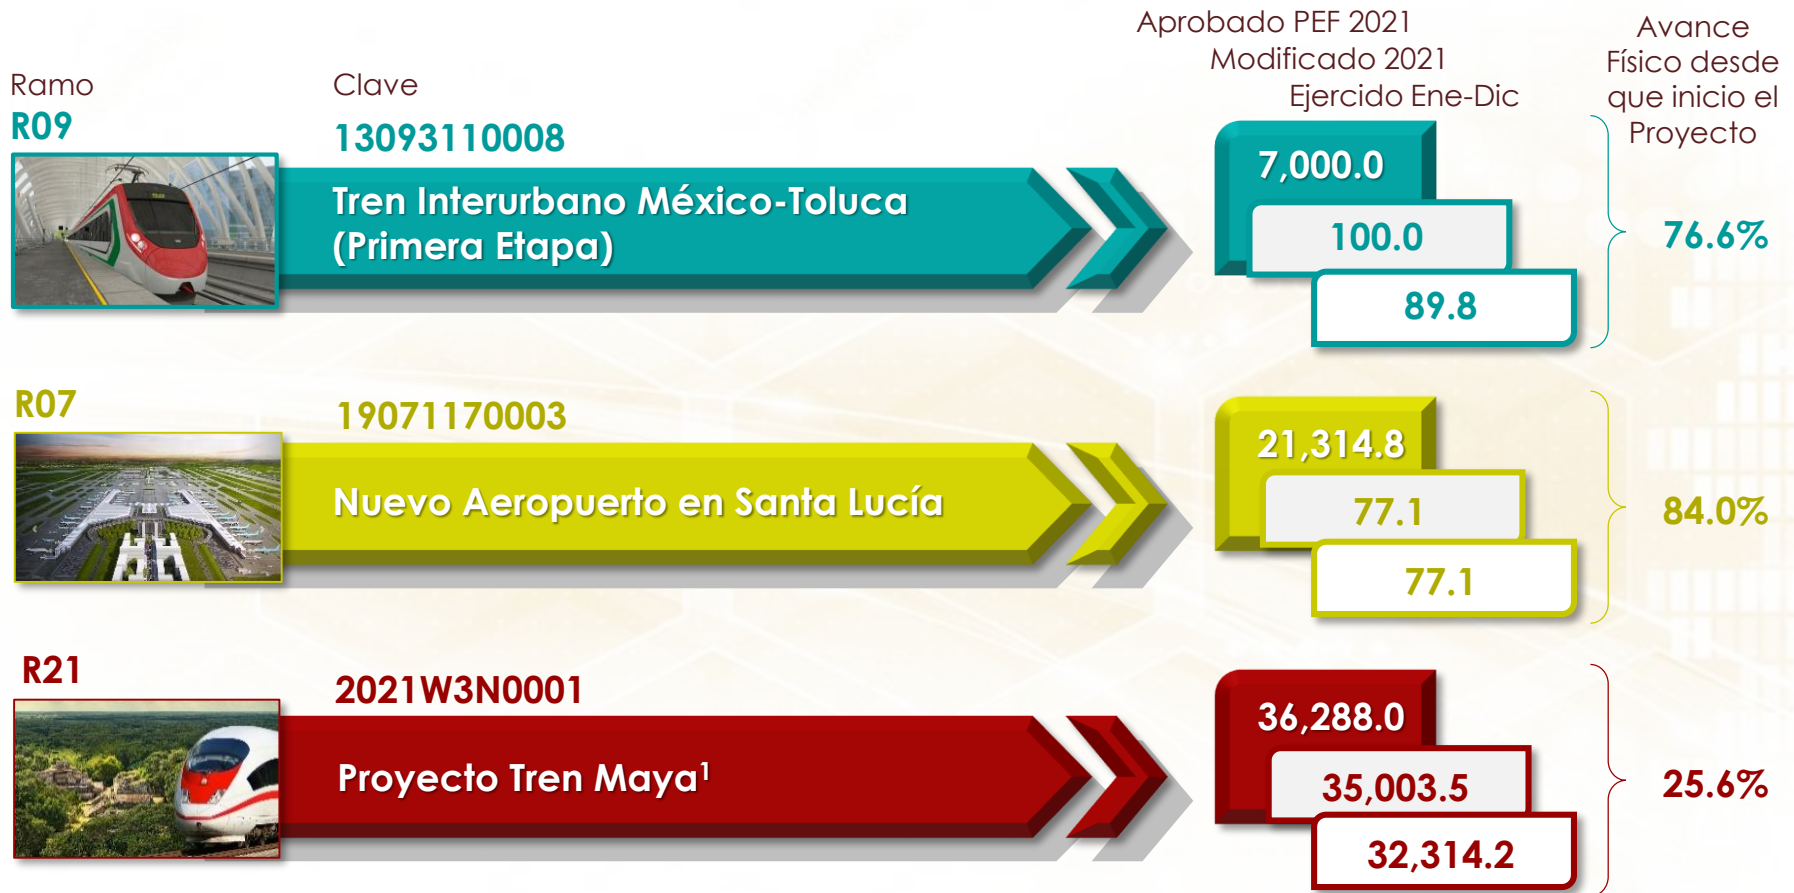 Aprobado PEF 2021
Modificado 2021
Ejercido Ene-Dic
Avance
Físico desde
que inicio el
Proyecto
Ramo
Clave
R09
13093110008
Tren Interurbano México-Toluca
(Primera Etapa)
7,000.0
100.0
89.8
76.6%
R07
19071170003
Nuevo Aeropuerto en Santa Lucía
21,314.8
77.1
77.1
84.0%
R21
2021W3N0001
Proyecto Tren Maya¹
36,288.0
35,003.5
32,314.2
25.6%